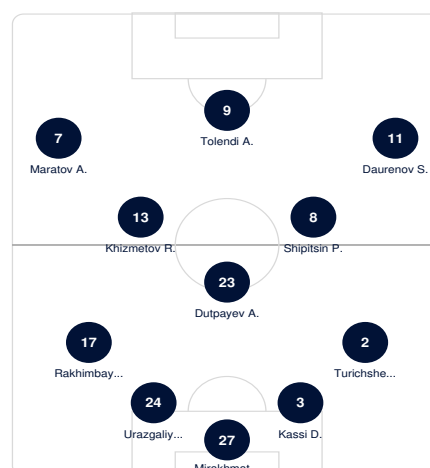 9
Tolendi A.
7
Maratov A.
11
Daurenov S.
13
Khizmetov R.
8
Shipitsin P.
23
Dutpayev A.
17
Rakhimbay...
2
Turichshe...
24
Urazgaliy...
3
Kassi D.
27